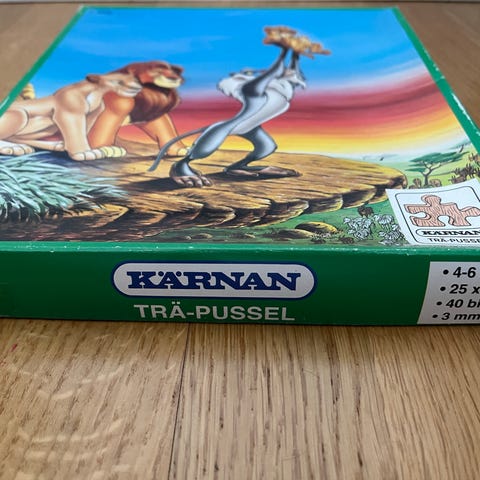 KÄRNAN
TRÄ-PUSSEL
KÄRNAN
TRÄ-PUSSEL
• 4-6
• 25 x
• 40 bi
• 3 mm